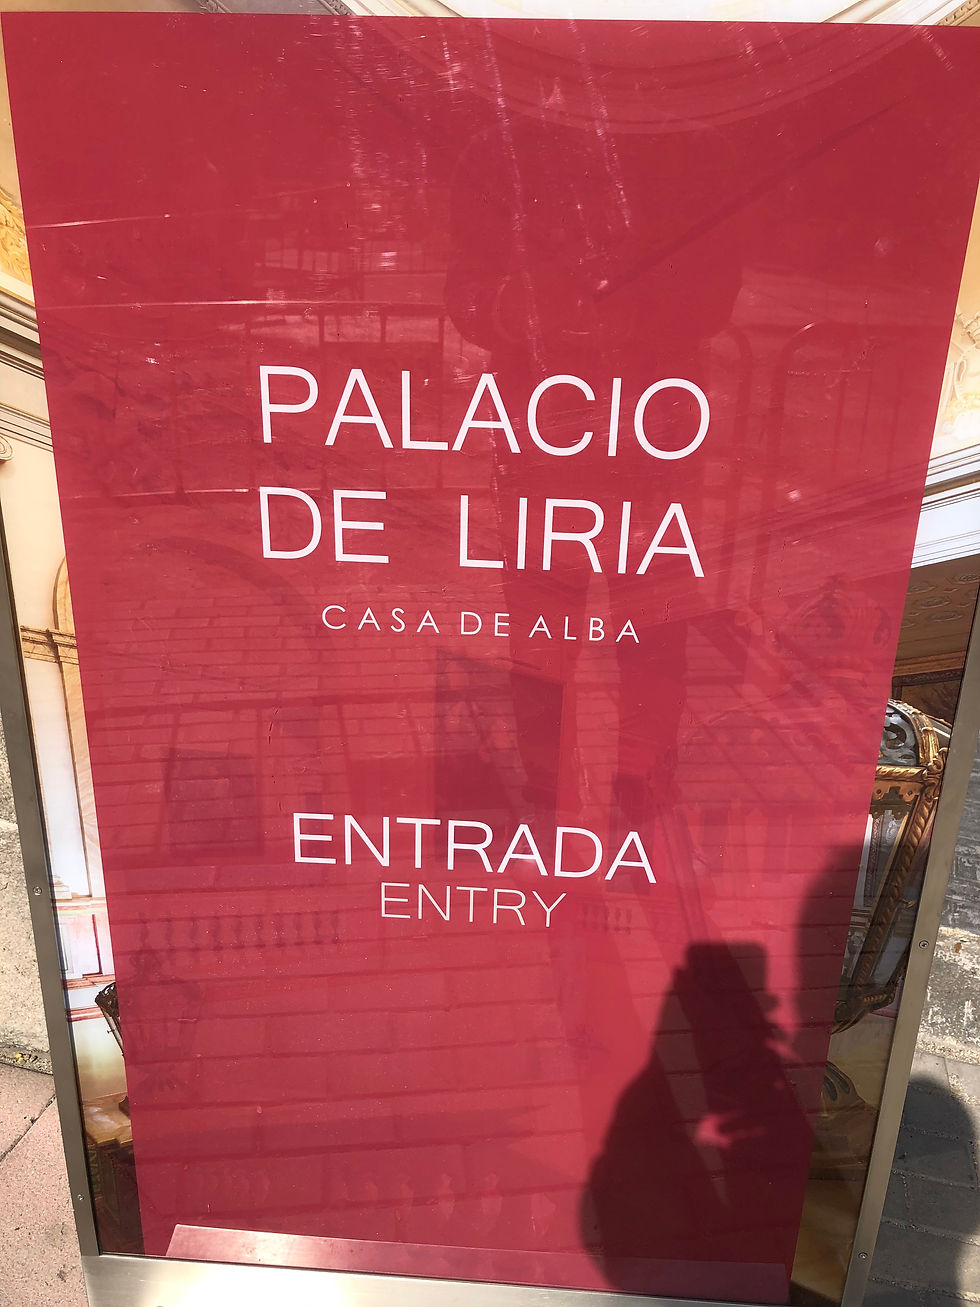 PALACIO
DE LIRIA
CASA DE ALBA
ENTRADA
ENTRY